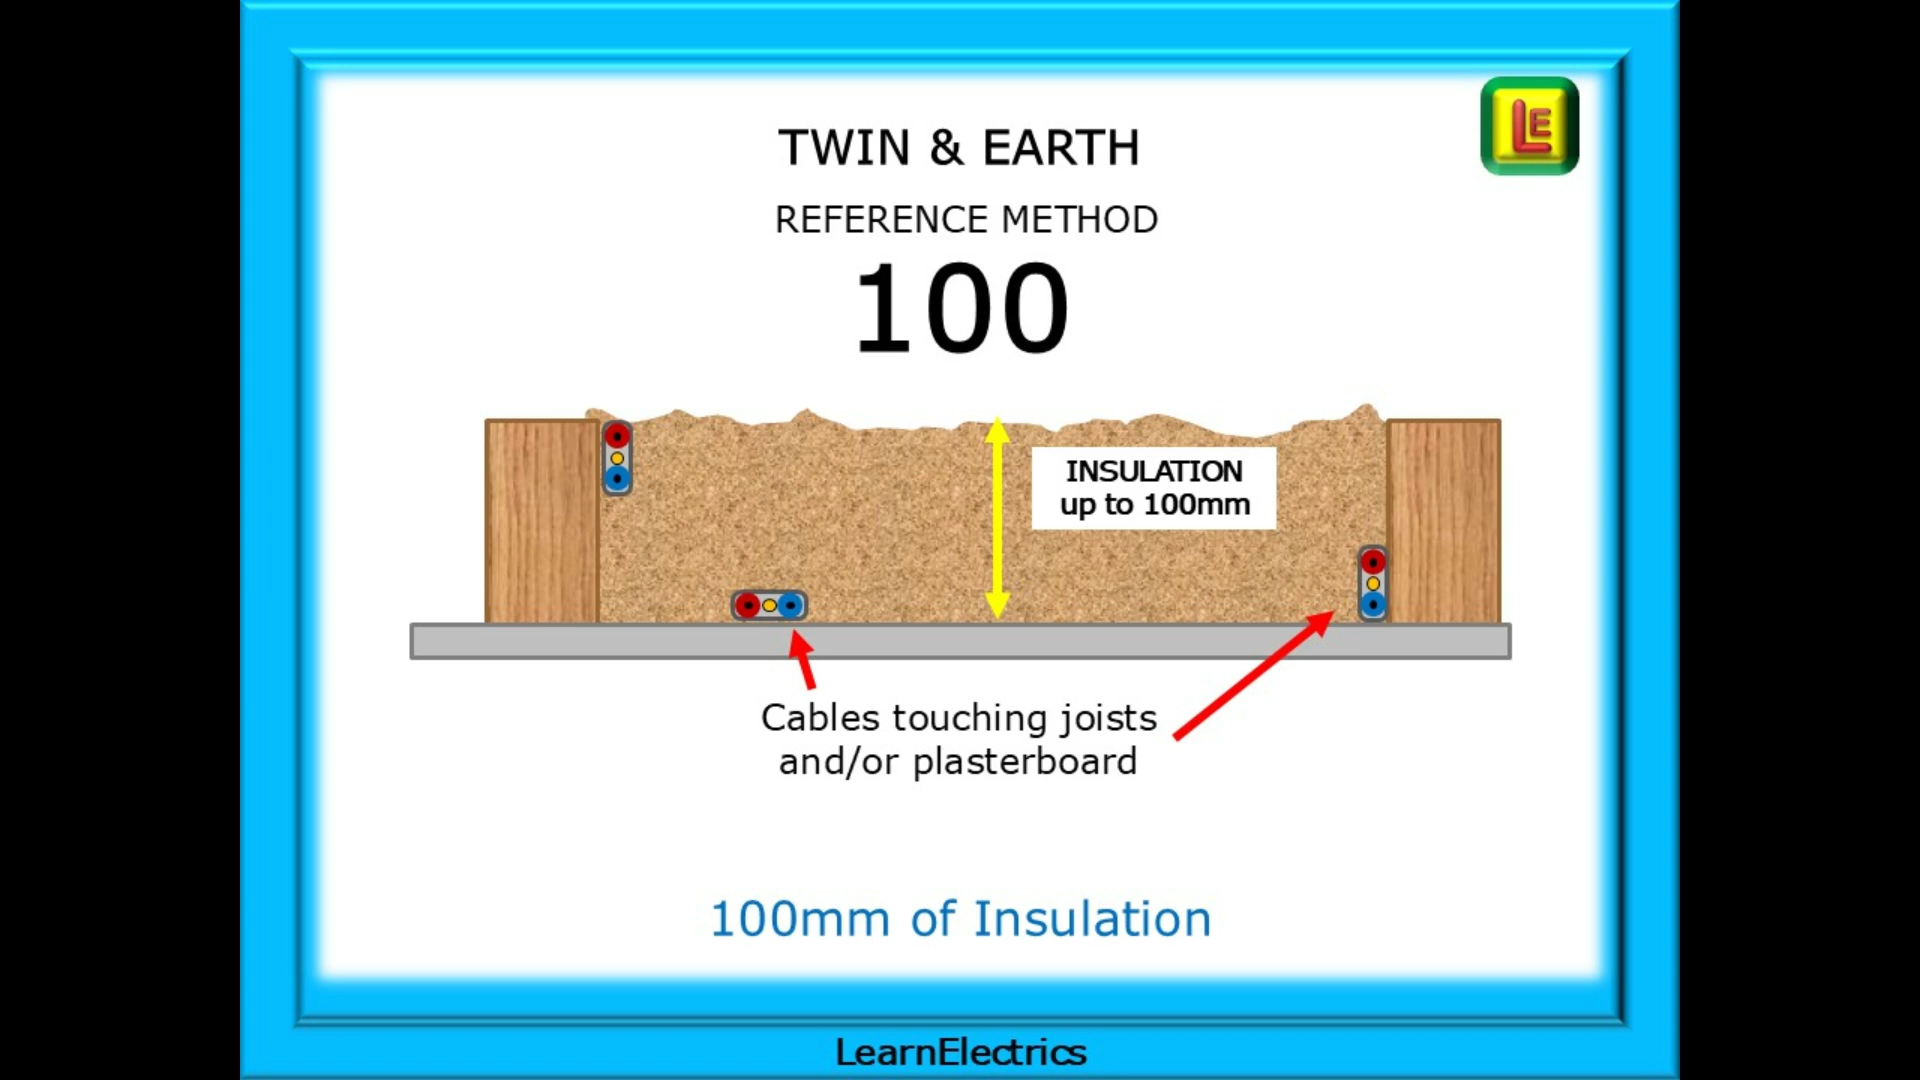 TWIN & EARTH
LE
REFERENCE METHOD
100
INSULATION
up to 100mm
Cables touching joists
and/or plasterboard
100mm of Insulation
LearnElectrics